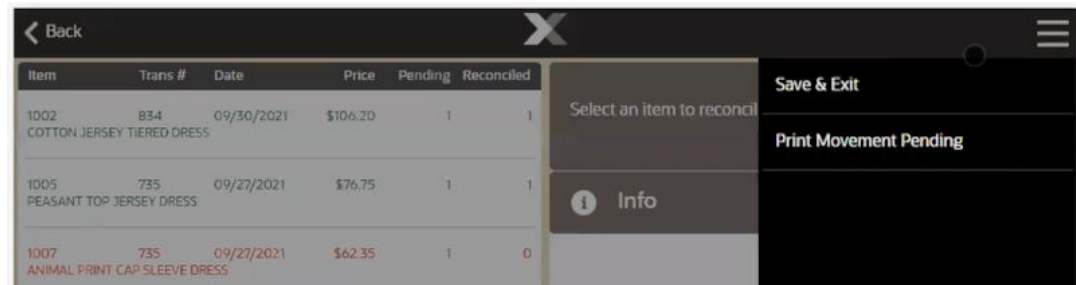 Back
Item Trans # Date Price Pending Reconciled
1002 834 09/30/2021 $106.20 1 1
COTTON JERSEY TIERED DRESS
1005 735 09/27/2021 $76.75 1 1
PEASANT TOP JERSEY DRESS
1007 735 09/27/2021 $62.35 1 0
ANIMAL PRINT CAP SLEEVE DRESS
Select an item to reconcil
Info
Save & Exit
Print Movement Pending